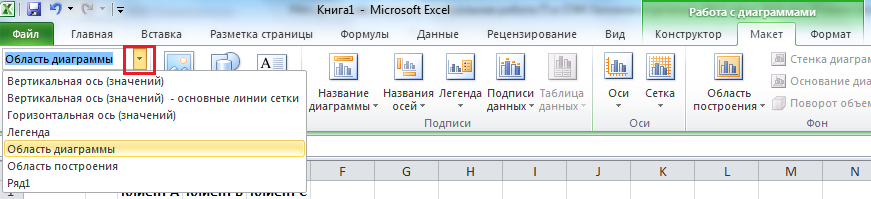 Книга1 - Microsoft Excel
Работа с диаграммами
Файл Главная Вставка Разметка страницы Формулы Данные Рецензирование Вид Конструктор Макет Формат
Область диаграммы
Вертикальная ось (значений)
Вертикальная ось (значений) - основные линии сетки
Горизонтальная ось (значений)
Легенда
Область диаграммы
Область построения
Ряд1
Название диаграммы
Названия осей
Легенда
Подписи данных
Таблица данных
Подписи
Оси
Сетка
Оси
Область построения
Стенка диаграм
Основание диа
Поворот объем
Фон
F G H I J K L M N
Клиент А Клиент В Клиент С